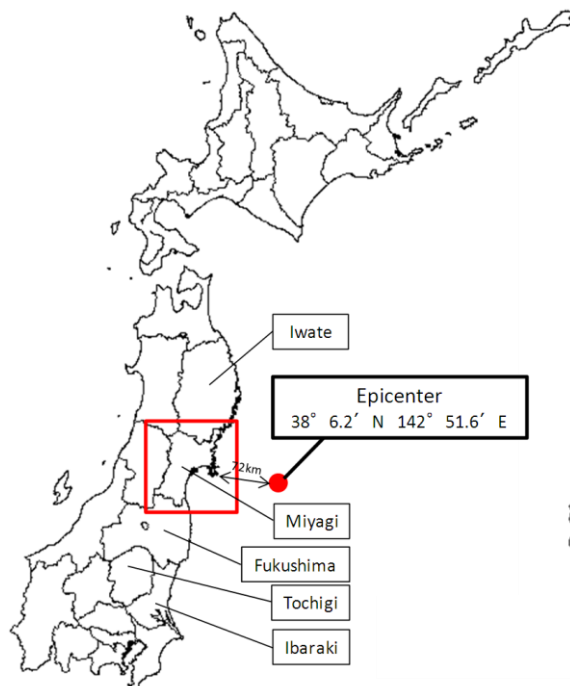 Iwate
Epicenter
38° 6.2′ N 142° 51.6′ E
72km
Miyagi
Fukushima
Tochigi
Ibaraki